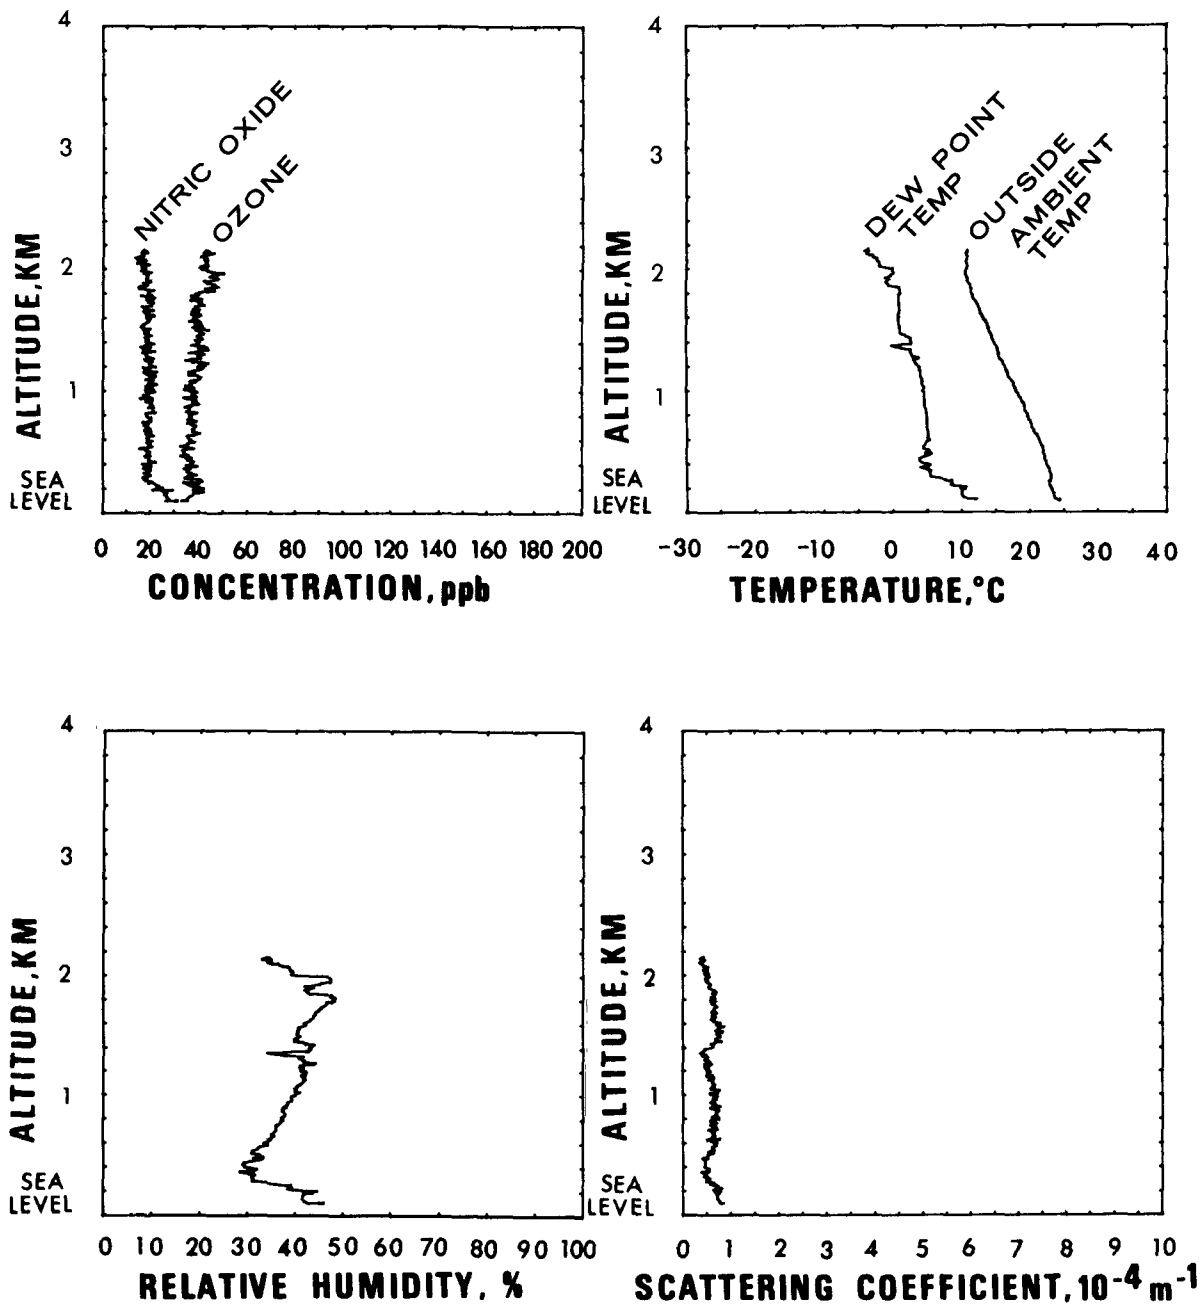 4
3
2
1
SEA
LEVEL
ALTITUDE,KM
NITRIC OXIDE
OZONE
0 20 40 60 80 100 120 140 160 180 200
CONCENTRATION, ppb
4
3
2
1
SEA
LEVEL
ALTITUDE,KM
DEW POINT
TEMP
OUTSIDE
AMBIENT
TEMP
-30 -20 -10 0 10 20 30 40
TEMPERATURE,°C
4
3
2
1
SEA
LEVEL
ALTITUDE,KM
0 10 20 30 40 50 60 70 80 90 100
RELATIVE HUMIDITY, %
4
3
2
1
SEA
LEVEL
ALTITUDE,KM
0 1 2 3 4 5 6 7 8 9 10
SCATTERING COEFFICIENT, 10⁻⁴ m⁻¹